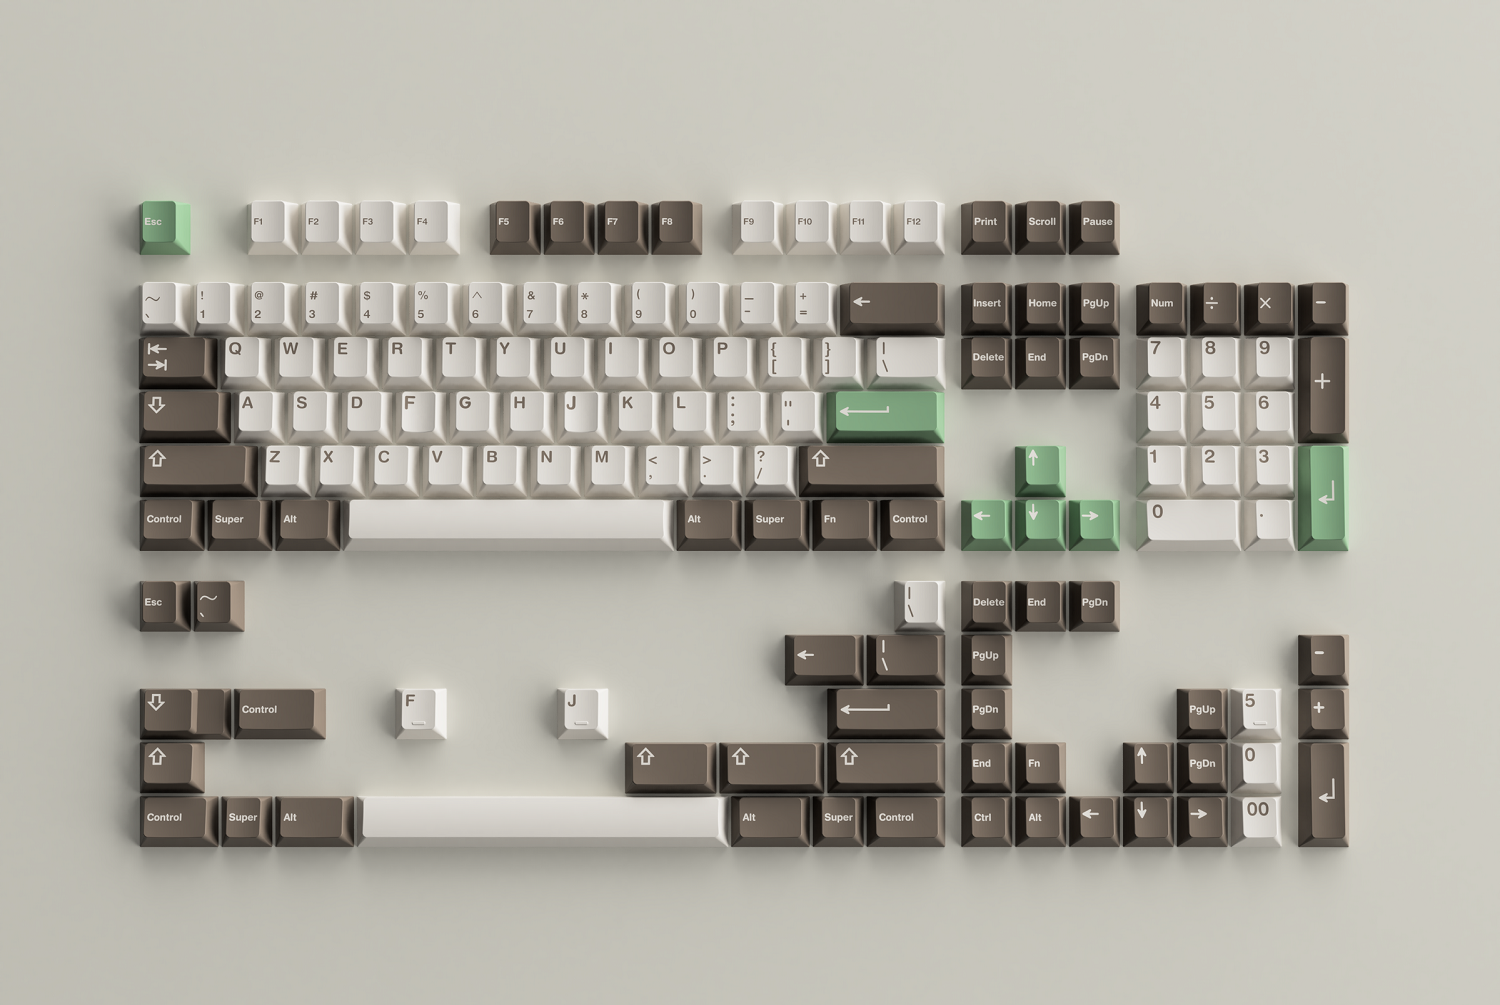 Esc F1 F2 F3 F4 F5 F6 F7 F8 F9 F10 F11 F12 Print Scroll Pause
~ ! @ # $ % ^ & * ( ) _ +
` 1 2 3 4 5 6 7 8 9 0 - = ← Insert Home PgUp Num ÷ × -
Q W E R T Y U I O P { } | 7 8 9
[ ] \ Delete End PgDn +
A S D F G H J K L : " 4 5 6
; '
⇧ Z X C V B N M < > ? ⇧ ↑ 1 2 3
, . /
Control Super Alt Alt Super Fn Control ← ↓ → 0 .
Esc ~ | Delete End PgDn
` \
← | PgUp -
\
Control F J PgDn PgUp 5 +
⇧ ⇧ ⇧ ⇧ End Fn ↑ PgDn 0
Control Super Alt Alt Super Control Ctrl Alt ← ↓ → 00